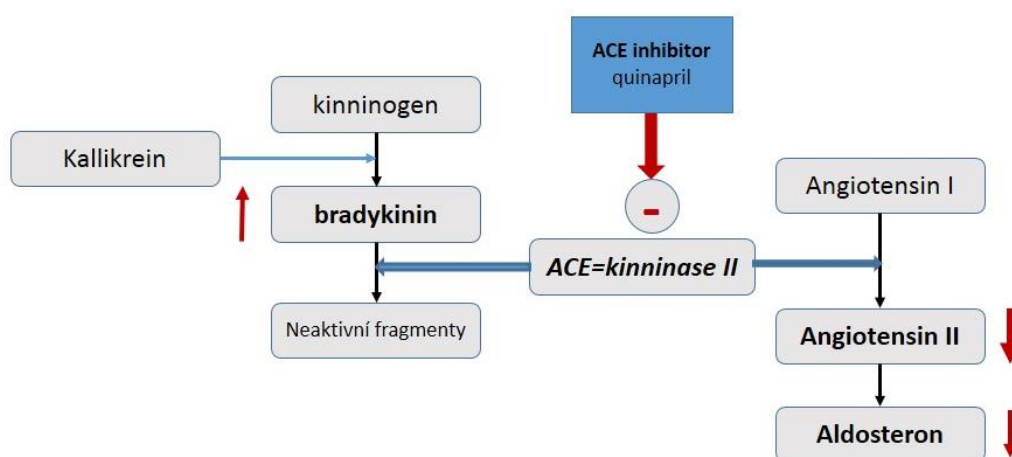 ACE inhibitor
quinapril
kinninogen
Kallikrein
Angiotensin I
bradykinin
-
ACE=kinninase II
Neaktivní fragmenty
Angiotensin II
Aldosteron